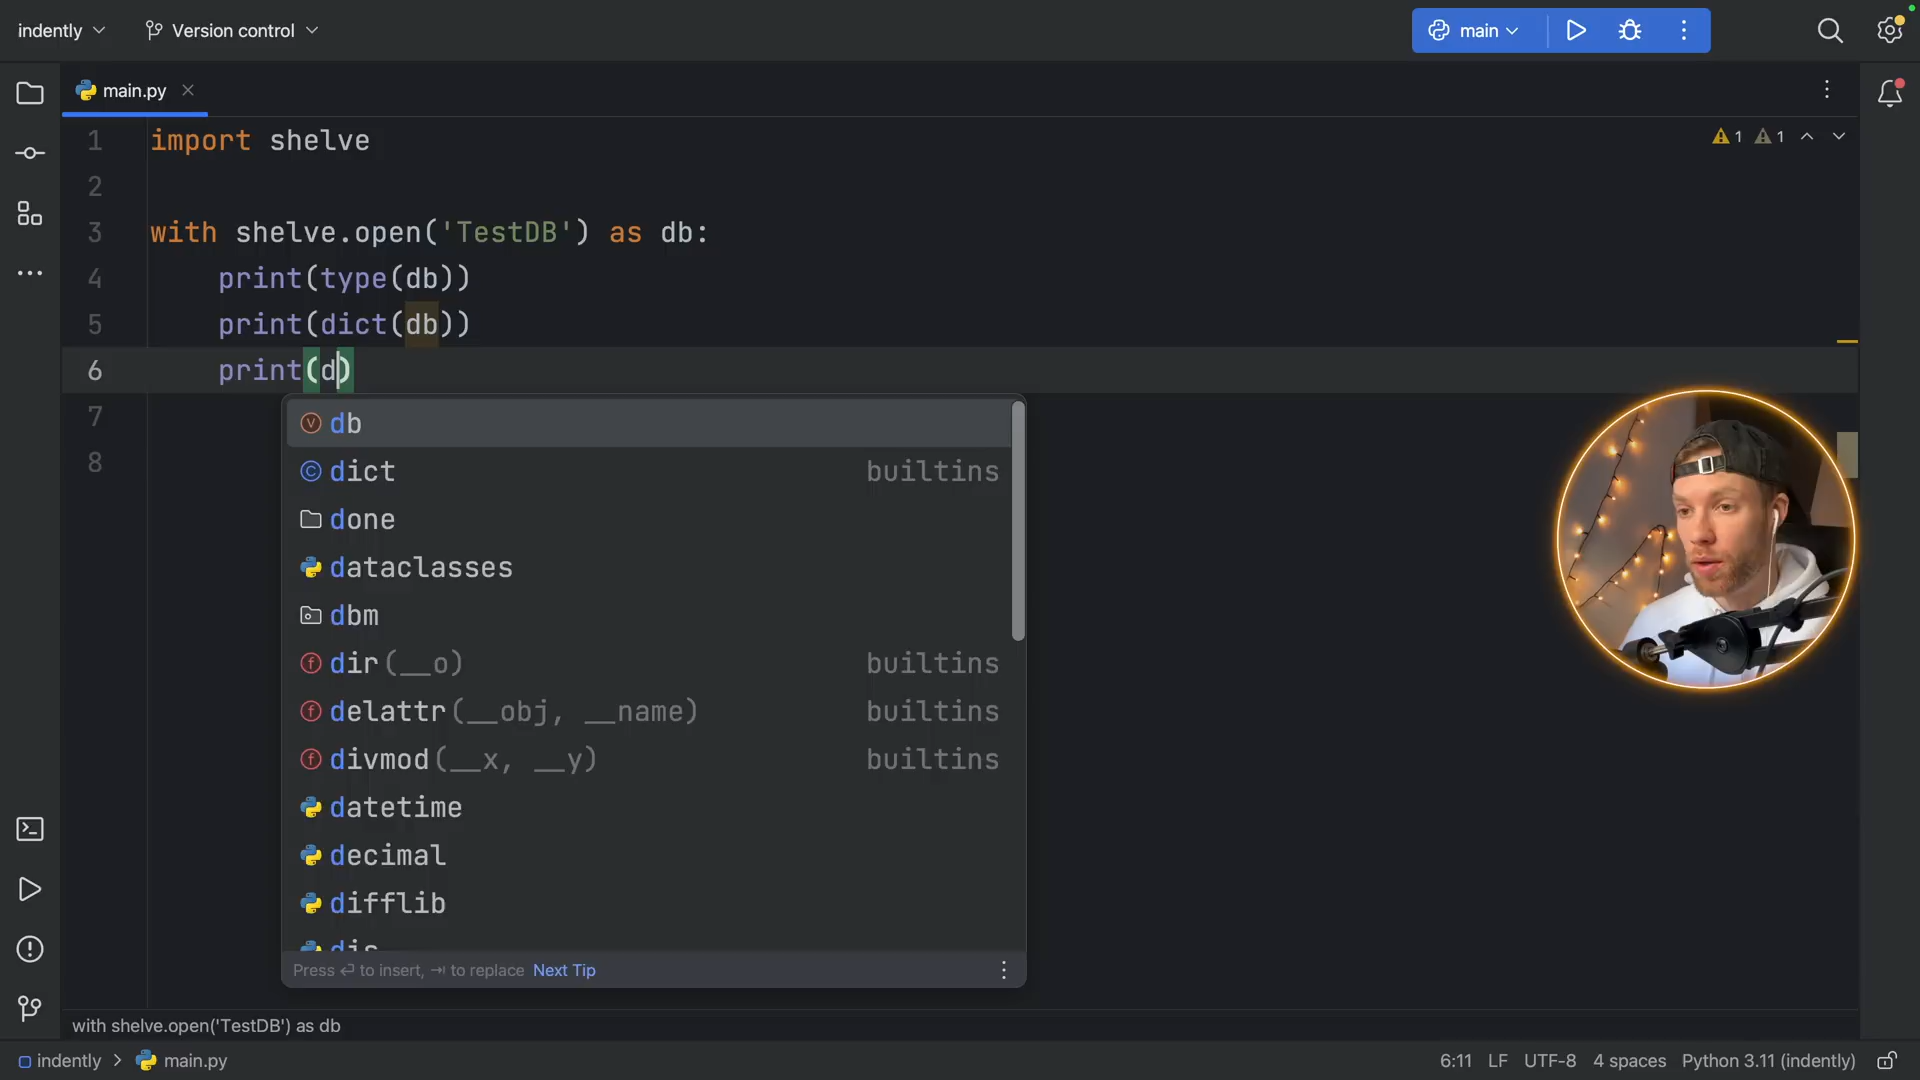 indently
Version control
main
main.py
1 import shelve
2
3 with shelve.open('TestDB') as db:
4 print(type(db))
5 print(dict(db))
6 print(d)
7
8
1 1
db
dict builtins
done
dataclasses
dbm
dir(__o) builtins
delattr(__obj, __name) builtins
divmod(__x, __y) builtins
datetime
decimal
difflib
dis
Press ↵ to insert, ⇥ to replace Next Tip
with shelve.open('TestDB') as db
indently > main.py
6:11 LF UTF-8 4 spaces Python 3.11 (indently)